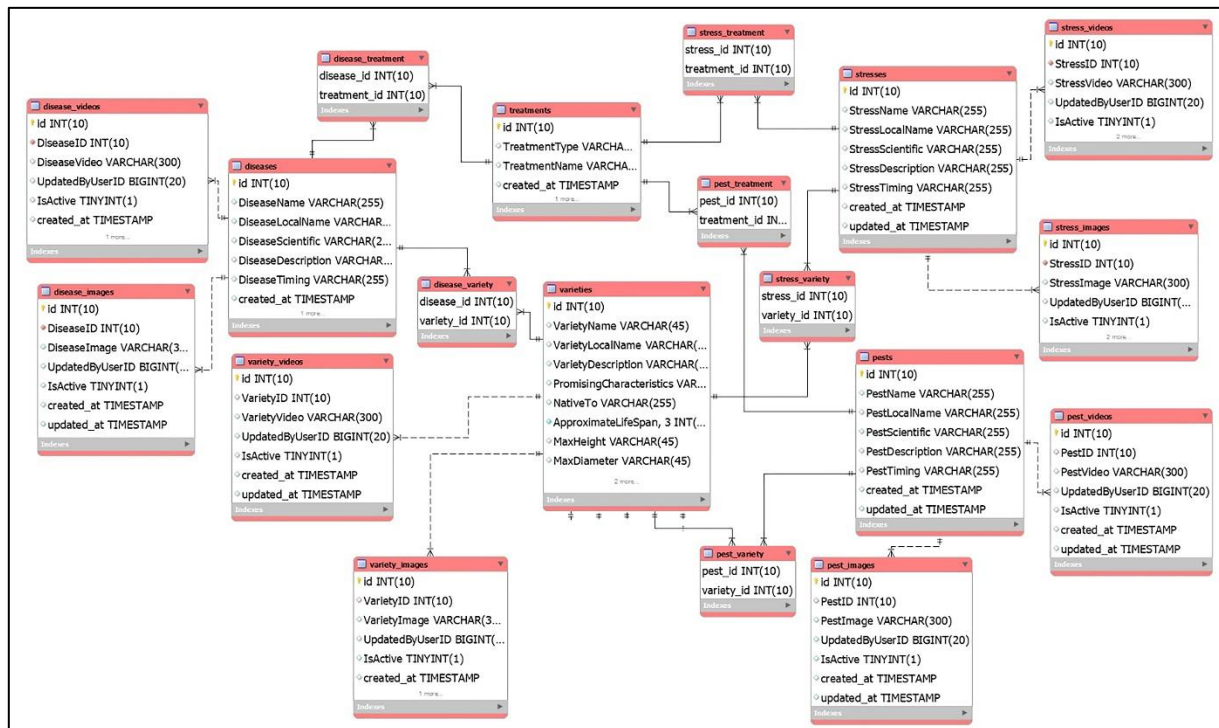 disease_videos
id INT(10)
DiseaseID INT(10)
DiseaseVideo VARCHAR(300)
UpdatedByUserID BIGINT(20)
IsActive TINYINT(1)
created_at TIMESTAMP
1 more...
Indexes
disease_images
id INT(10)
DiseaseID INT(10)
DiseaseImage VARCHAR(3...
UpdatedByUserID BIGINT(...
IsActive TINYINT(1)
created_at TIMESTAMP
updated_at TIMESTAMP
Indexes
disease_treatment
disease_id INT(10)
treatment_id INT(10)
Indexes
diseases
id INT(10)
DiseaseName VARCHAR(255)
DiseaseLocalName VARCHAR(...
DiseaseScientific VARCHAR(2...
DiseaseDescription VARCHAR(...
DiseaseTiming VARCHAR(255)
created_at TIMESTAMP
1 more...
Indexes
variety_videos
id INT(10)
VarietyID INT(10)
VarietyVideo VARCHAR(300)
UpdatedByUserID BIGINT(20)
IsActive TINYINT(1)
created_at TIMESTAMP
updated_at TIMESTAMP
Indexes
variety_images
id INT(10)
VarietyID INT(10)
VarietyImage VARCHAR(3...
UpdatedByUserID BIGINT(...
IsActive TINYINT(1)
created_at TIMESTAMP
1 more...
Indexes
disease_variety
disease_id INT(10)
variety_id INT(10)
Indexes
treatments
id INT(10)
TreatmentType VARCHA...
TreatmentName VARCHA...
created_at TIMESTAMP
1 more...
Indexes
varieties
id INT(10)
VarietyName VARCHAR(45)
VarietyLocalName VARCHAR(...
VarietyDescription VARCHAR(...
PromisingCharacteristics VAR...
NativeTo VARCHAR(255)
ApproximateLifeSpan, 3 INT(...
MaxHeight VARCHAR(45)
MaxDiameter VARCHAR(45)
2 more...
Indexes
stress_treatment
stress_id INT(10)
treatment_id INT(10)
Indexes
pest_treatment
pest_id INT(10)
treatment_id IN...
Indexes
stress_variety
stress_id INT(10)
variety_id INT(10)
Indexes
pest_variety
pest_id INT(10)
variety_id INT(10)
Indexes
stresses
id INT(10)
StressName VARCHAR(255)
StressLocalName VARCHAR(255)
StressScientific VARCHAR(255)
StressDescription VARCHAR(255)
StressTiming VARCHAR(255)
created_at TIMESTAMP
updated_at TIMESTAMP
Indexes
pests
id INT(10)
PestName VARCHAR(255)
PestLocalName VARCHAR(255)
PestScientific VARCHAR(255)
PestDescription VARCHAR(255)
PestTiming VARCHAR(255)
created_at TIMESTAMP
updated_at TIMESTAMP
Indexes
pest_images
id INT(10)
PestID INT(10)
PestImage VARCHAR(300)
UpdatedByUserID BIGINT(20)
IsActive TINYINT(1)
created_at TIMESTAMP
updated_at TIMESTAMP
Indexes
stress_videos
id INT(10)
StressID INT(10)
StressVideo VARCHAR(300)
UpdatedByUserID BIGINT(20)
IsActive TINYINT(1)
2 more...
Indexes
stress_images
id INT(10)
StressID INT(10)
StressImage VARCHAR(300)
UpdatedByUserID BIGINT(...
IsActive TINYINT(1)
2 more...
Indexes
pest_videos
id INT(10)
PestID INT(10)
PestVideo VARCHAR(300)
UpdatedByUserID BIGINT(20)
IsActive TINYINT(1)
created_at TIMESTAMP
updated_at TIMESTAMP
Indexes